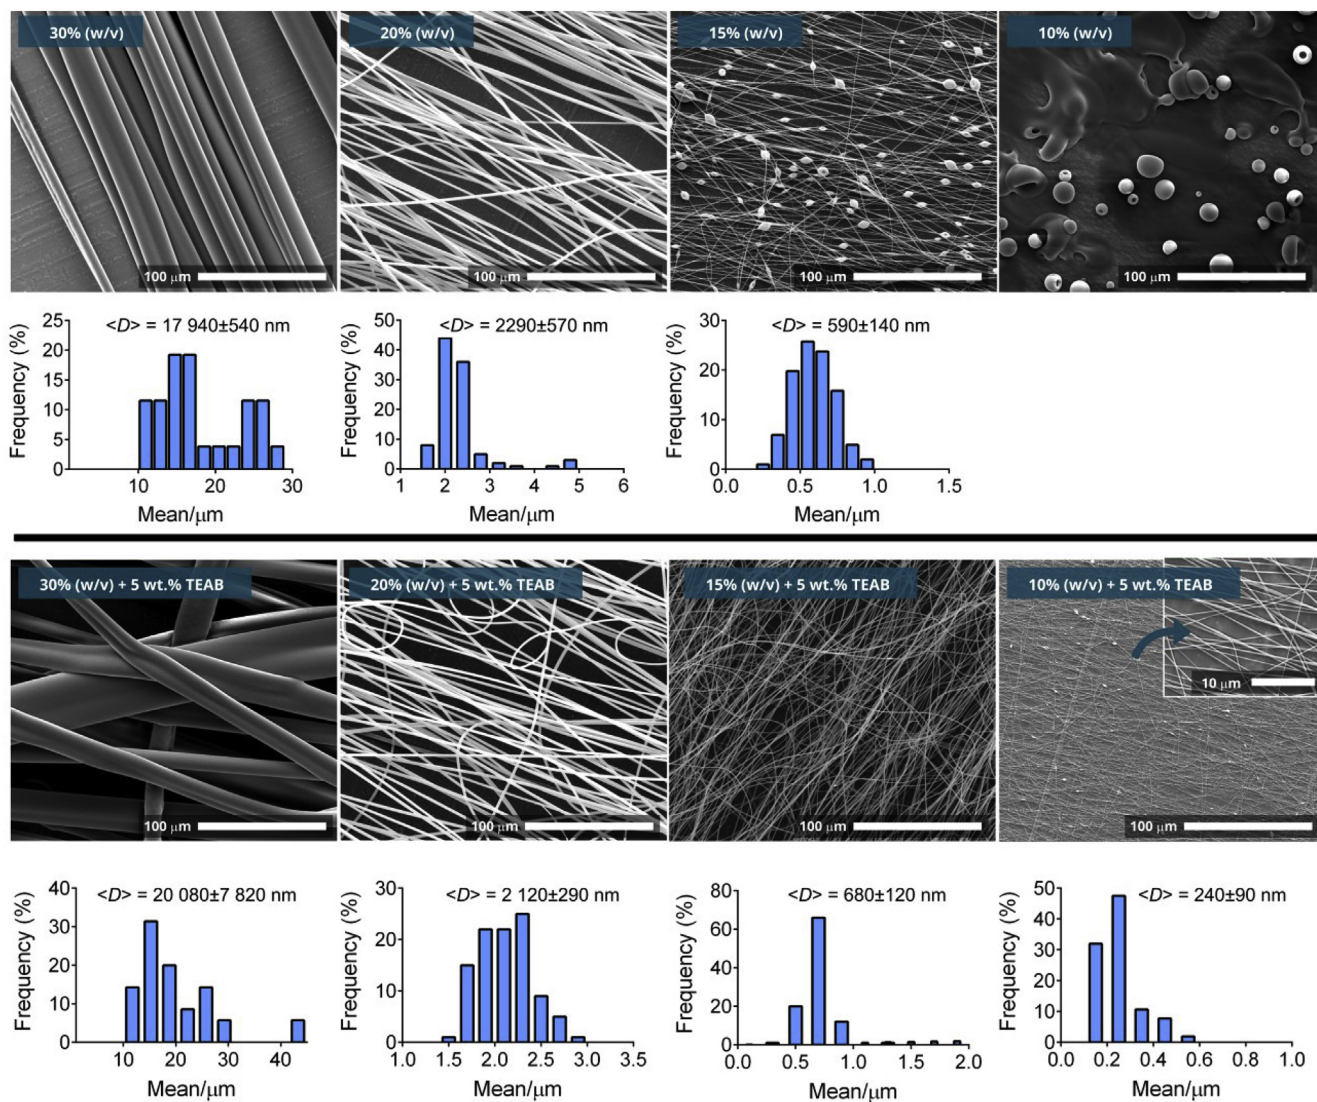 30% (w/v)
20% (w/v)
15% (w/v)
10% (w/v)
100 μm
100 μm
100 μm
100 μm
<D> = 17 940±540 nm
Frequency (%)
25
20
15
10
5
0
10
20
30
Mean/μm
<D> = 2290±570 nm
Frequency (%)
50
40
30
20
10
0
1
2
3
4
5
6
Mean/μm
<D> = 590±140 nm
Frequency (%)
30
20
10
0
0.0
0.5
1.0
1.5
Mean/μm
30% (w/v) + 5 wt.% TEAB
20% (w/v) + 5 wt.% TEAB
15% (w/v) + 5 wt.% TEAB
10% (w/v) + 5 wt.% TEAB
10 μm
100 μm
100 μm
100 μm
100 μm
<D> = 20 080±7 820 nm
Frequency (%)
40
30
20
10
0
10
20
30
40
Mean/μm
<D> = 2 120±290 nm
Frequency (%)
30
20
10
0
1.0
1.5
2.0
2.5
3.0
3.5
Mean/μm
<D> = 680±120 nm
Frequency (%)
80
60
40
20
0
0.0
0.5
1.0
1.5
2.0
Mean/μm
<D> = 240±90 nm
Frequency (%)
50
40
30
20
10
0
0.0
0.2
0.4
0.6
0.8
1.0
Mean/μm